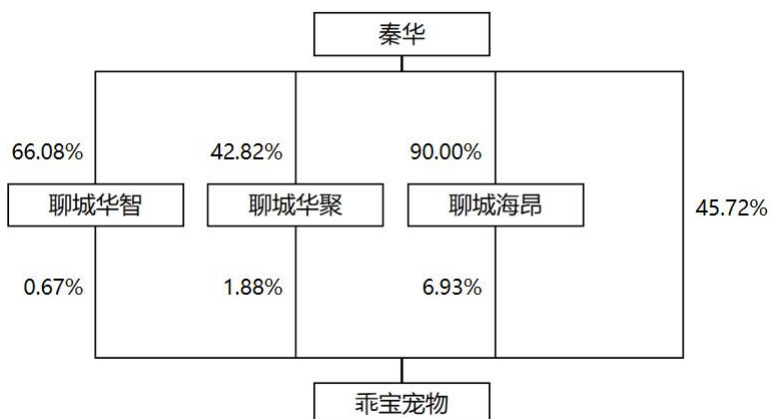 秦华
66.08%
42.82%
90.00%
聊城华智
聊城华聚
聊城海昂
45.72%
0.67%
1.88%
6.93%
乖宝宠物